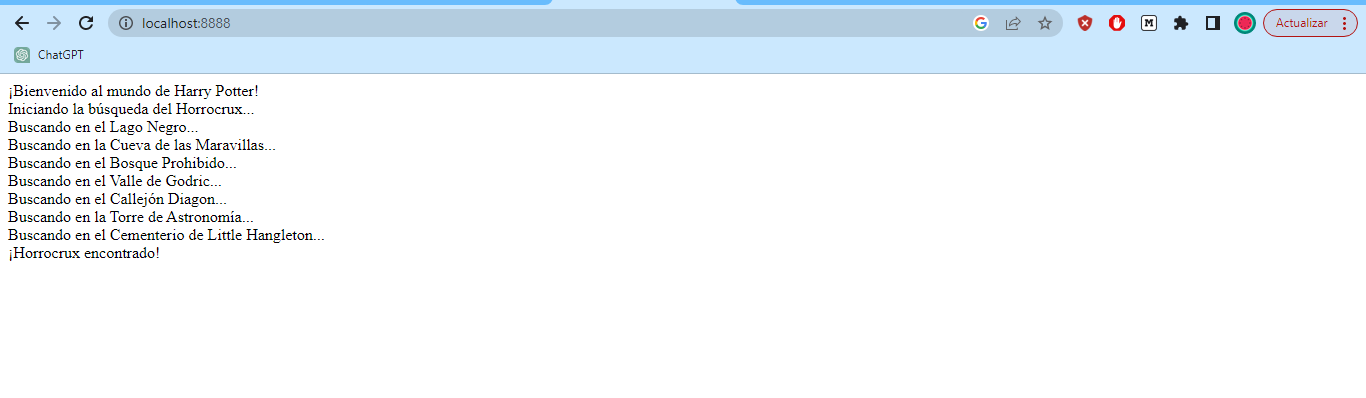 localhost:8888
Actualizar
ChatGPT
¡Bienvenido al mundo de Harry Potter!
Iniciando la búsqueda del Horrocrux...
Buscando en el Lago Negro...
Buscando en la Cueva de las Maravillas...
Buscando en el Bosque Prohibido...
Buscando en el Valle de Godric...
Buscando en el Callejón Diagon...
Buscando en la Torre de Astronomía...
Buscando en el Cementerio de Little Hangleton...
¡Horrocrux encontrado!